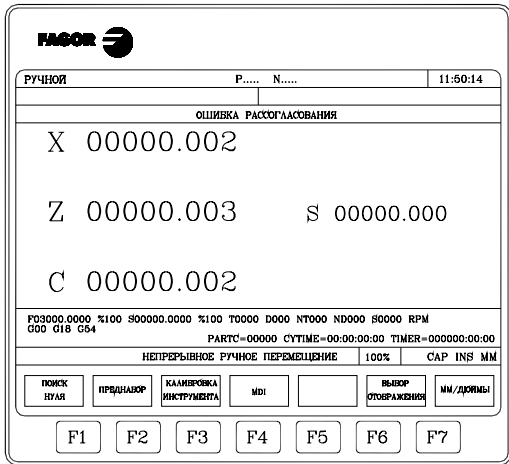 FAGOR
РУЧНОЙ P..... N..... 11:50:14
ОШИБКА РАССОГЛАСОВАНИЯ
X 00000.002
Z 00000.003 S 00000.000
C 00000.002
F03000.0000 %100 S00000.0000 %100 T0000 D000 NT000 ND000 S0000 RPM
G00 G18 G54
PARTC=00000 CYTIME=00:00:00:00 TIMER=000000:00:00
НЕПРЕРЫВНОЕ РУЧНОЕ ПЕРЕМЕЩЕНИЕ 100% CAP INS MM
ПОИСК НУЛЯ
ПРЕДНАБОР
КАЛИБРОВКА ИНСТРУМЕНТА
MDI
ВЫБОР ОТОБРАЖЕНИЯ
ММ/ДЮЙМЫ
F1 F2 F3 F4 F5 F6 F7